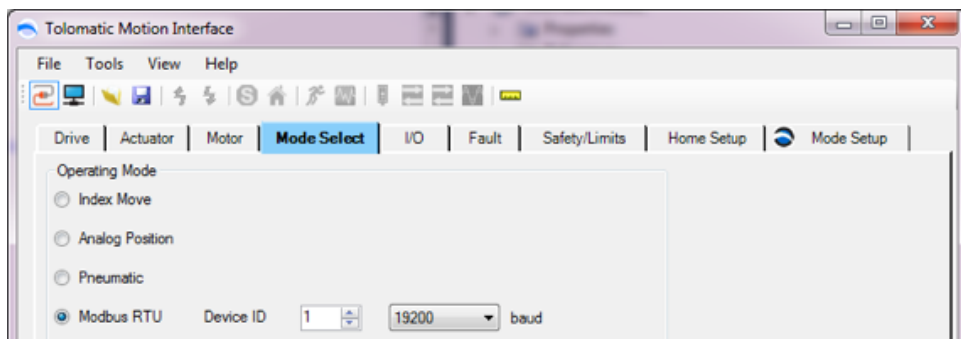 Tolomatic Motion Interface
File Tools View Help
Drive Actuator Motor Mode Select I/O Fault Safety/Limits Home Setup Mode Setup
Operating Mode
Index Move
Analog Position
Pneumatic
Modbus RTU Device ID 1 19200 baud